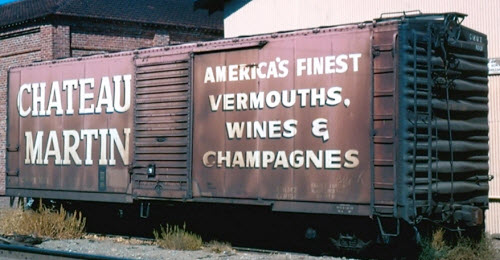 CHATEAU
MARTIN
AMERICA'S FINEST
VERMOUTHS,
WINES &
CHAMPAGNES